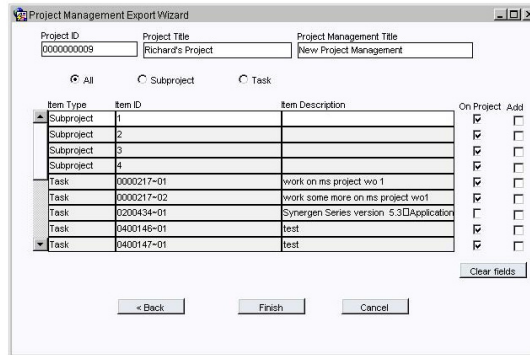 Project Management Export Wizard
Project ID Project Title Project Management Title
0000000009 Richard's Project New Project Management
All Subproject Task
Item Type Item ID Item Description On Project Add
Subproject 1
Subproject 2
Subproject 3
Subproject 4
Task 0000217~01 work on ms project wo 1
Task 0000217~02 work some more on ms project wo1
Task 0200434~01 Synergen Series version 5.3□Application
Task 0400146~01 test
Task 0400147~01 test
Clear fields
< Back Finish Cancel